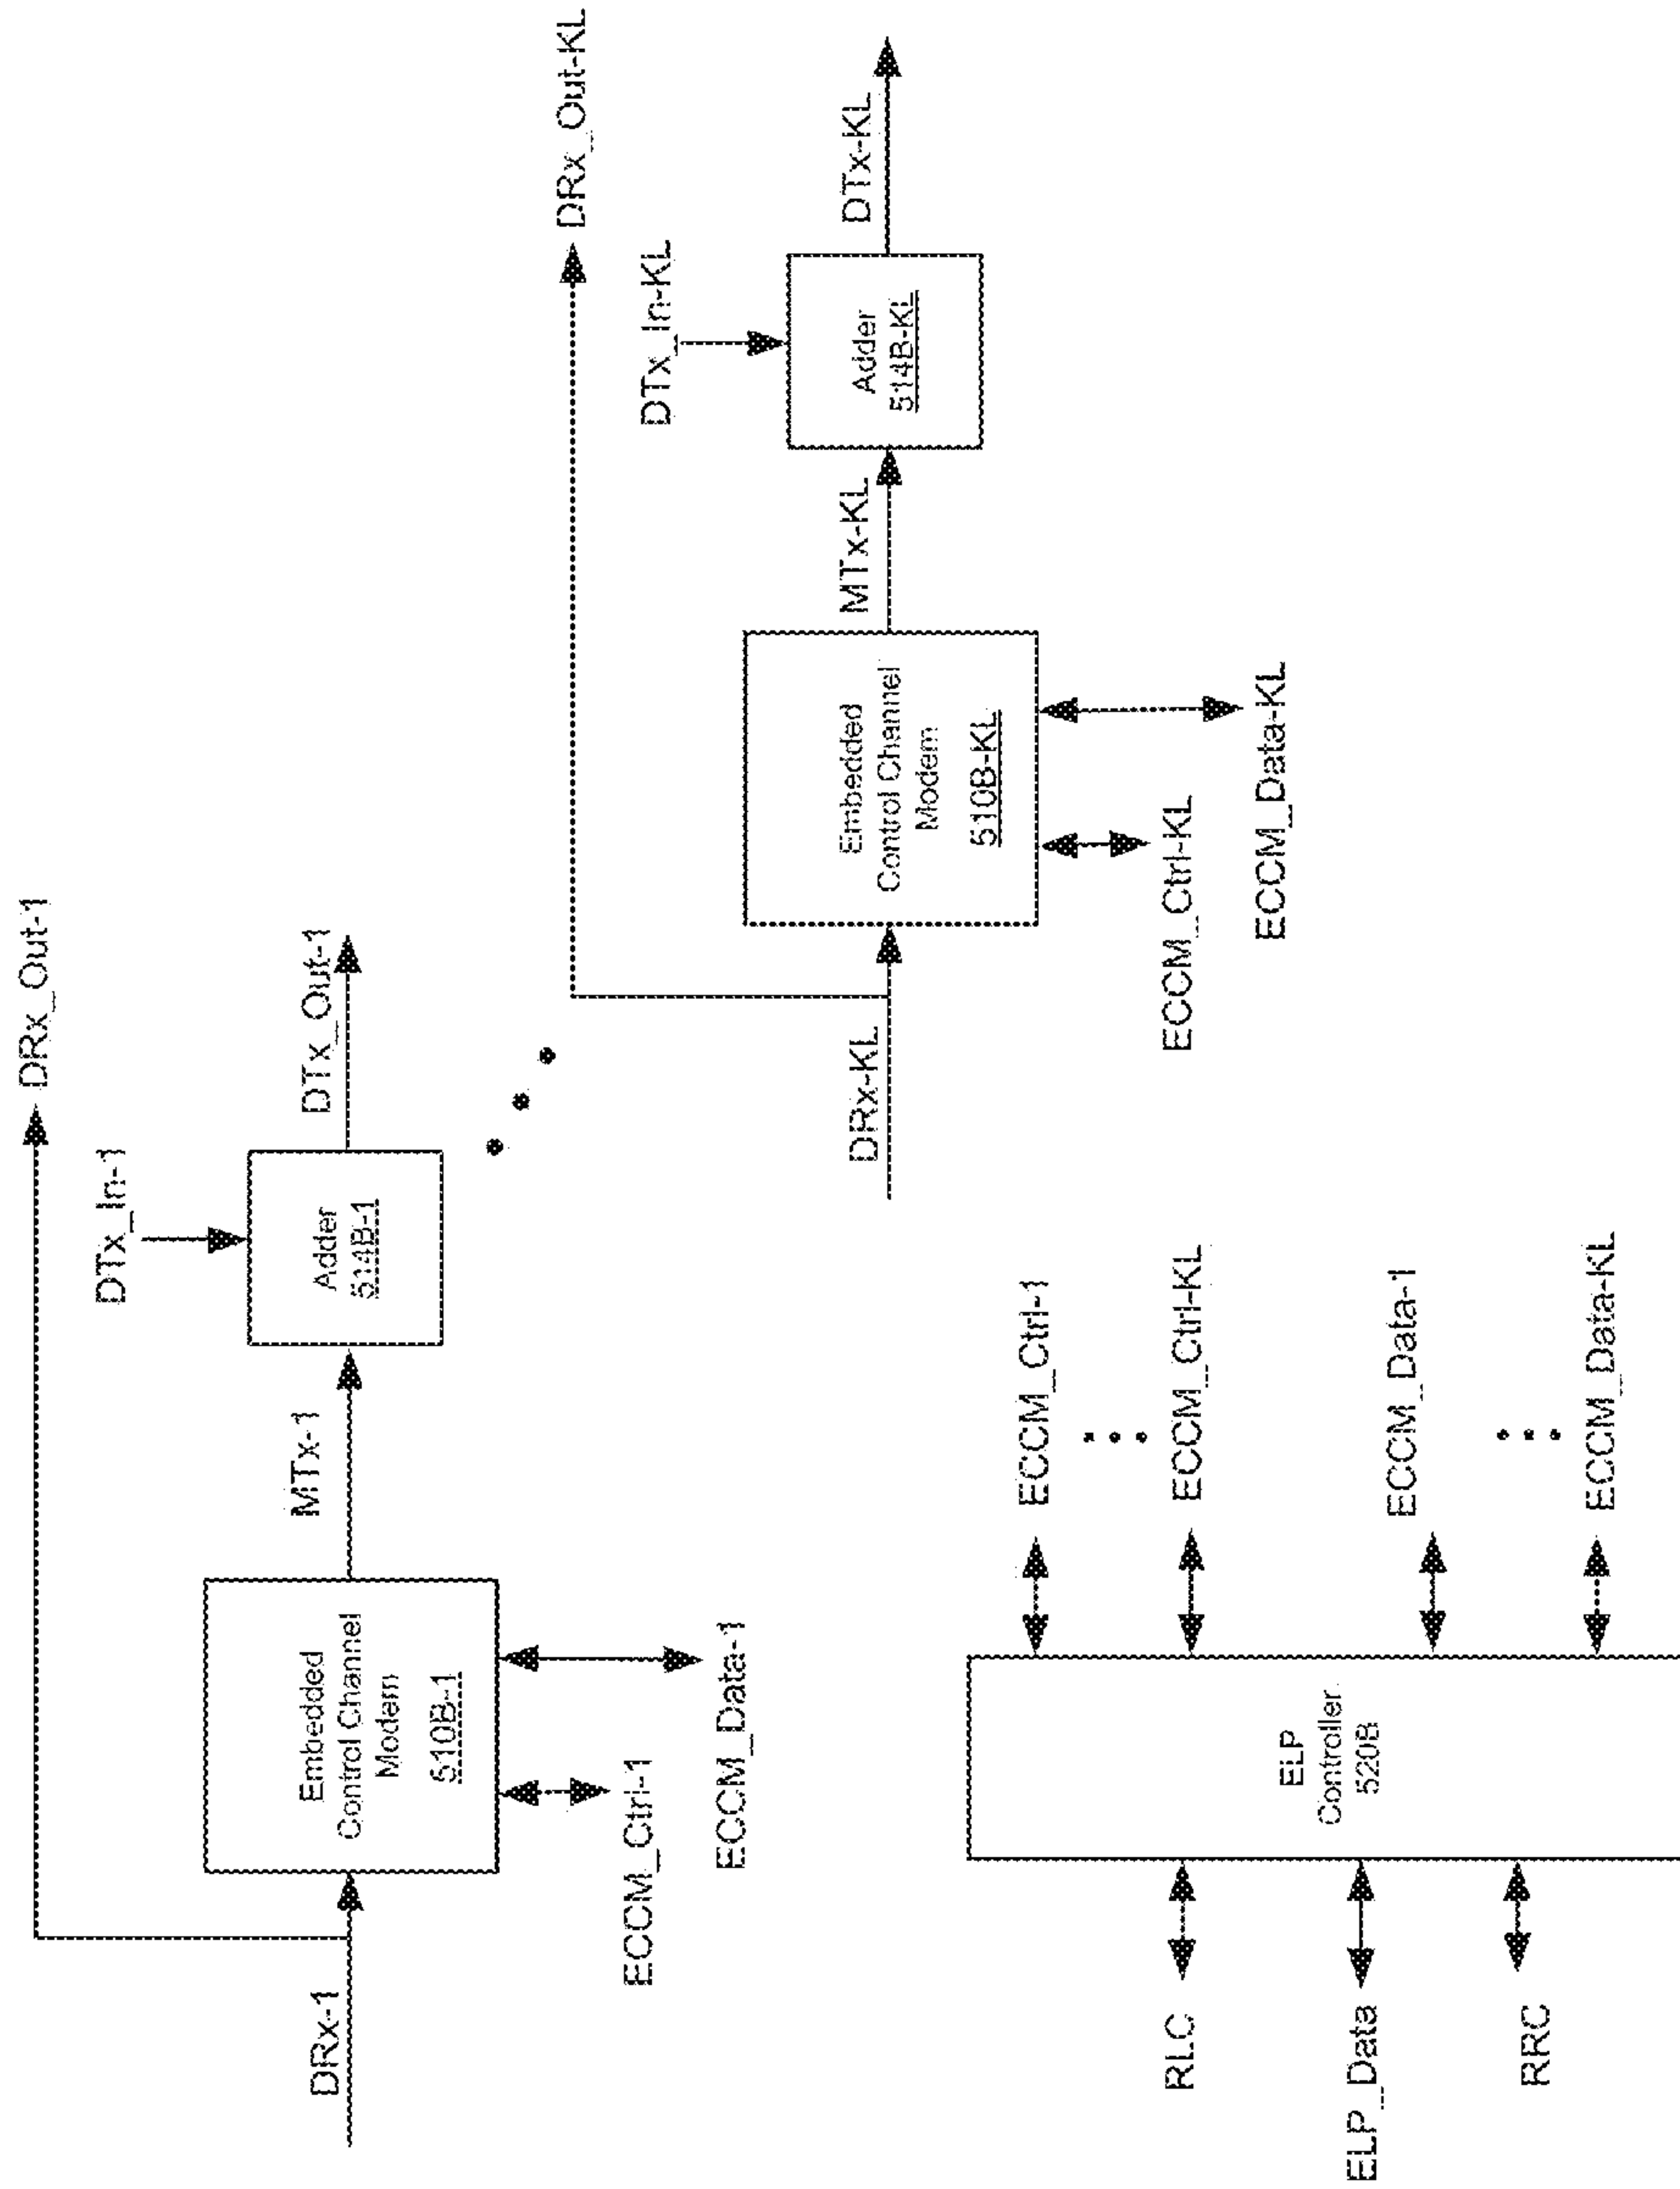 DRx_Out-1
DTx_In-1
DRx-1
Embedded
Control Channel
Modem
510B-1
MTx-1
Adder
514B-1
DTx_Out-1
ECCM_Ctrl-1
ECCM_Data-1
DRx_Out-KL
DTx_In-KL
DRx-KL
Embedded
Control Channel
Modem
510B-KL
MTx-KL
Adder
514B-KL
DTx-KL
ECCM_Ctrl-KL
ECCM_Data-KL
RLC
ELP_Data
RRC
ELP
Controller
520B
ECCM_Ctrl-1
ECCM_Ctrl-KL
ECCM_Data-1
ECCM_Data-KL